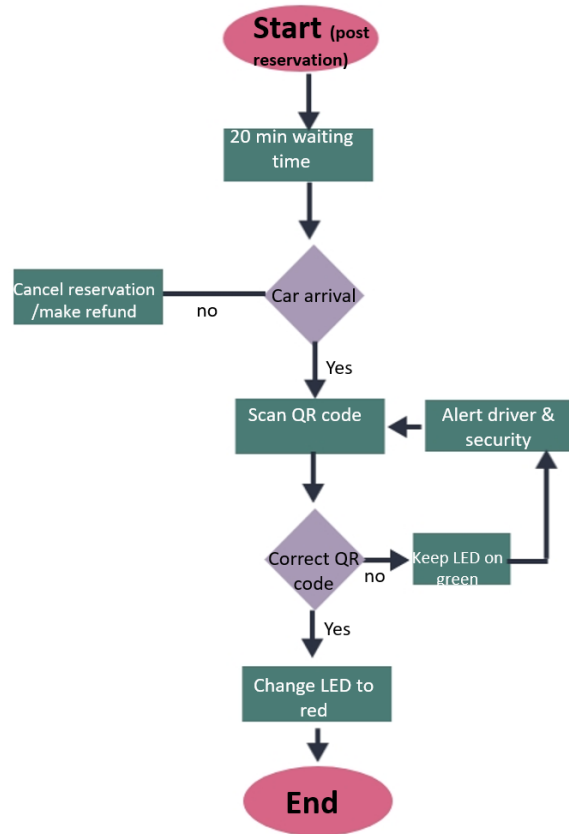 Start (post
reservation)
20 min waiting
time
Car arrival
Cancel reservation
/make refund
no
Yes
Scan QR code
Alert driver &
security
Correct QR
code
no
Keep LED on
green
Yes
Change LED to
red
End